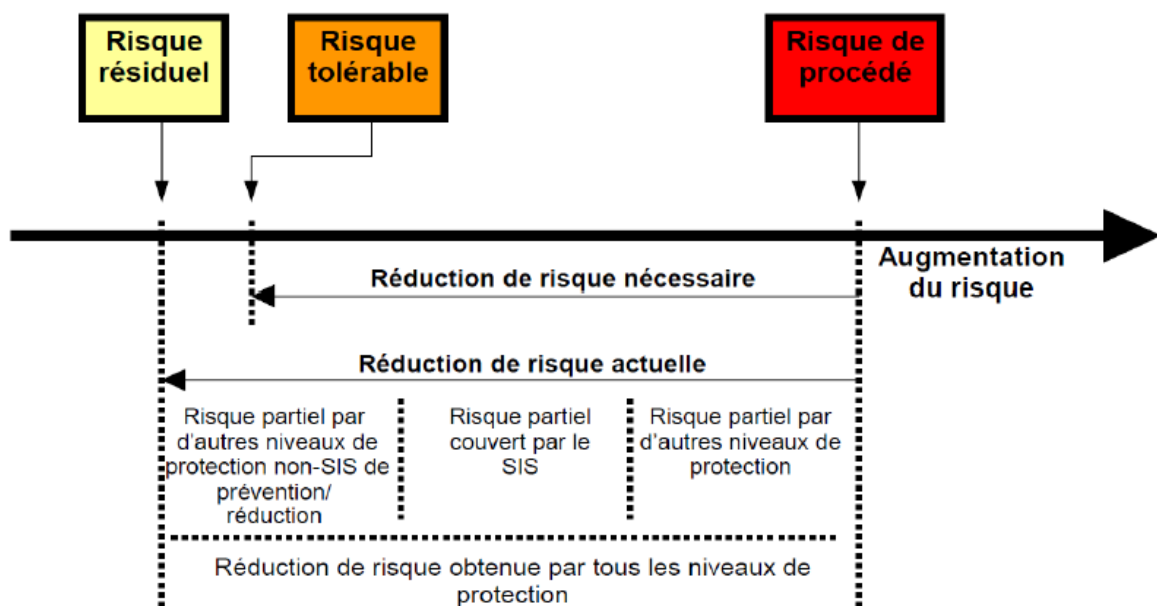 Risque
résiduel
Risque
tolérable
Risque de
procédé
Augmentation
du risque
Réduction de risque nécessaire
Réduction de risque actuelle
Risque partiel par
d'autres niveaux de
protection non-SIS de
prévention/
réduction
Risque partiel
couvert par le
SIS
Risque partiel par
d'autres niveaux de
protection
Réduction de risque obtenue par tous les niveaux de
protection